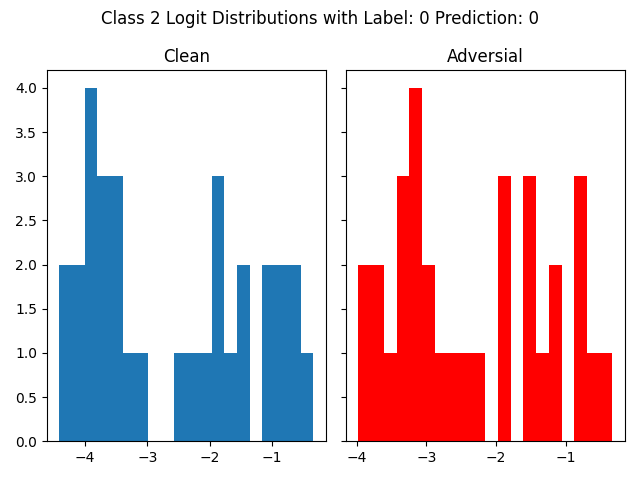 Class 2 Logit Distributions with Label: 0 Prediction: 0
Clean
Adversial
4.0
3.5
3.0
2.5
2.0
1.5
1.0
0.5
0.0
−4 −3 −2 −1
−4 −3 −2 −1